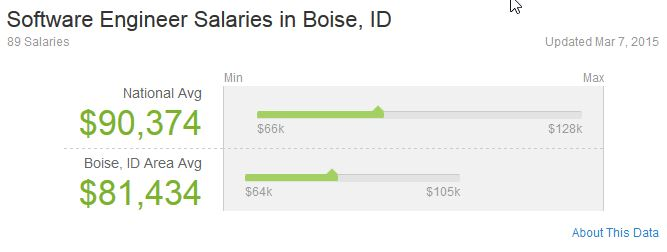 Software Engineer Salaries in Boise, ID
89 Salaries Updated Mar 7, 2015
Min Max
National Avg
$90,374
$66k $128k
Boise, ID Area Avg
$81,434
$64k $105k
About This Data